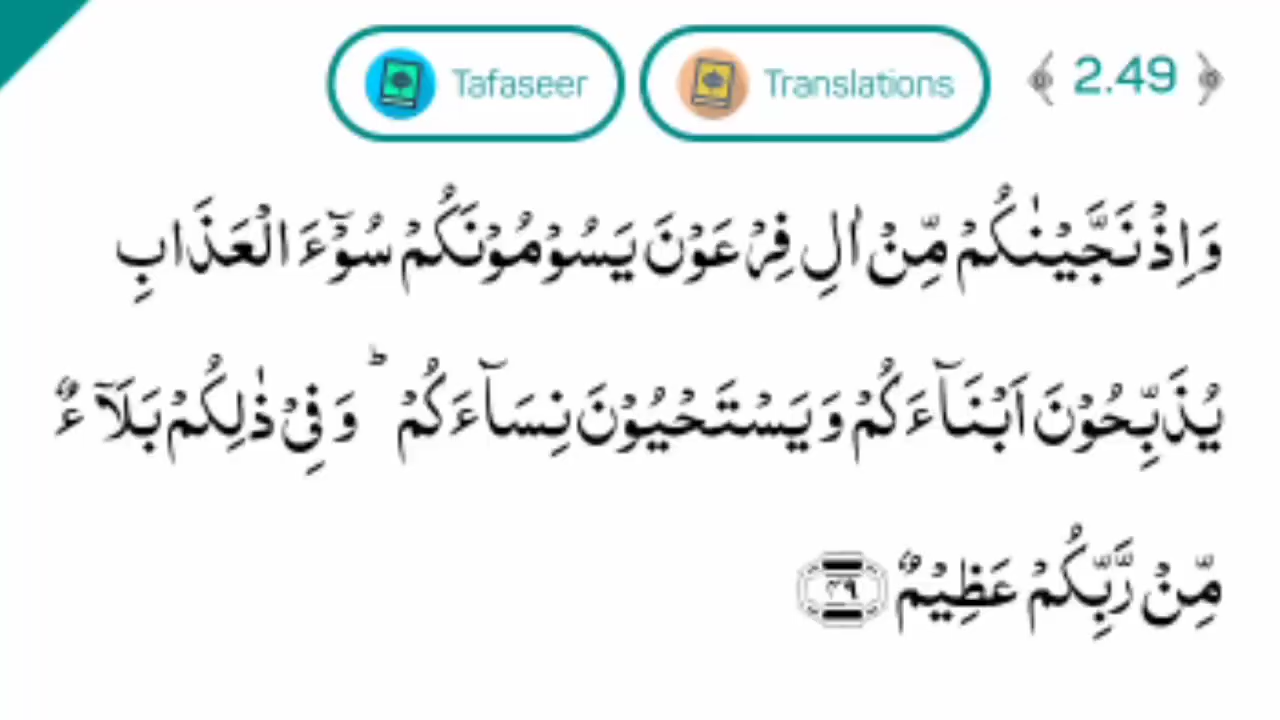 Tafaseer Translations 2.49
وَاِذۡ نَجَّيۡنٰکُمۡ مِّنۡ اٰلِ فِرۡعَوۡنَ يَسُوۡمُوۡنَكُمۡ سُوۡٓءَ الۡعَذَابِ
يُذَبِّحُوۡنَ اَبۡنَآءَكُمۡ وَيَسۡتَحۡيُوۡنَ نِسَآءَكُمۡ‌ؕ وَفِىۡ ذٰلِكُمۡ بَلَاۤءٌ
مِّنۡ رَّبِّكُمۡ عَظِيۡمٌ ۴۹